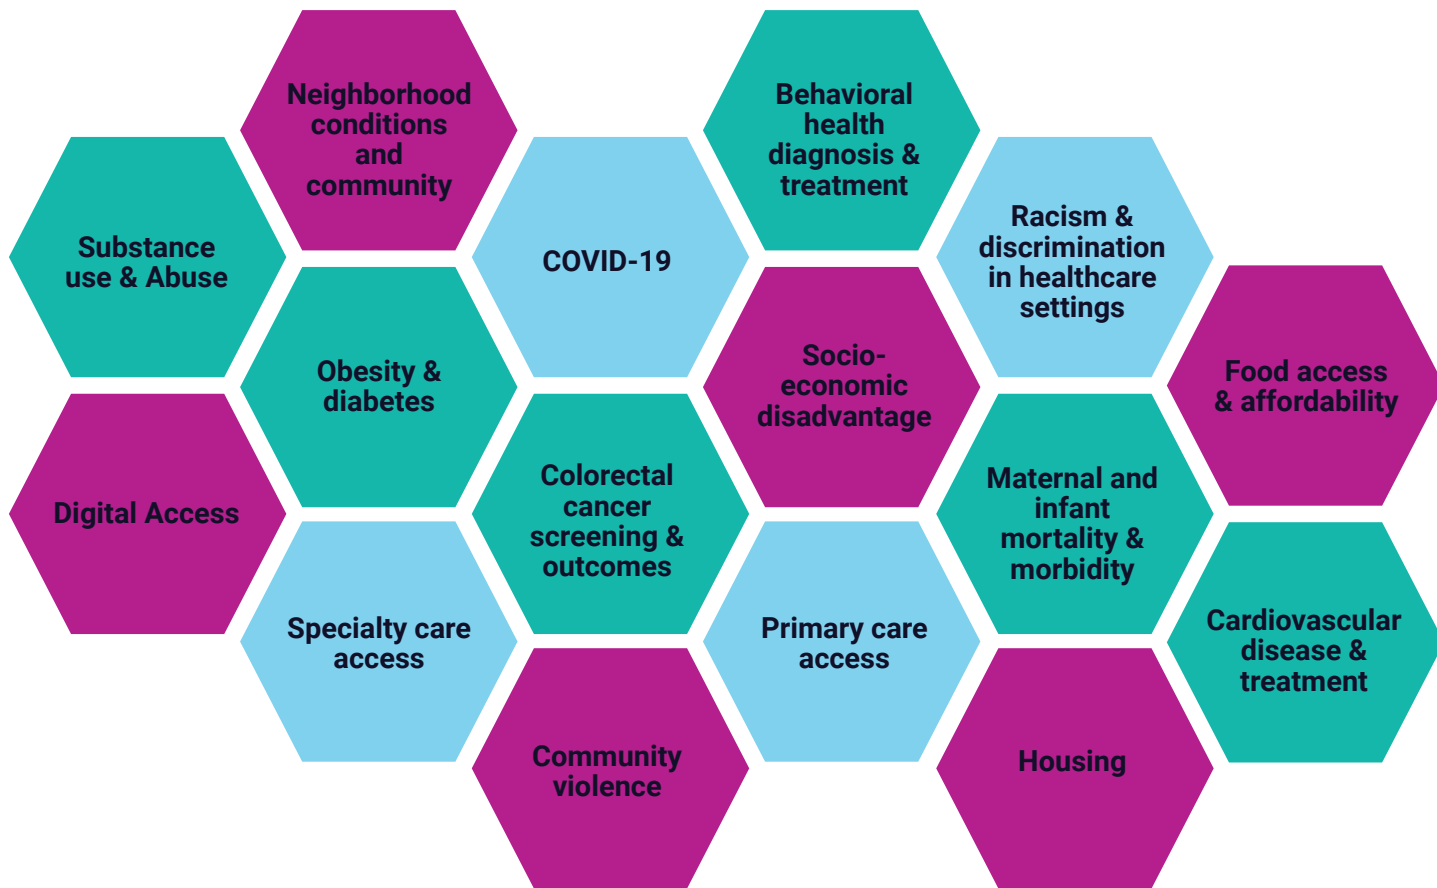 Neighborhood
conditions
and
community
Behavioral
health
diagnosis &
treatment
Substance
use & Abuse
COVID-19
Racism &
discrimination
in healthcare
settings
Obesity &
diabetes
Socio-
economic
disadvantage
Food access
& affordability
Digital Access
Colorectal
cancer
screening &
outcomes
Maternal and
infant
mortality &
morbidity
Specialty care
access
Primary care
access
Cardiovascular
disease &
treatment
Community
violence
Housing